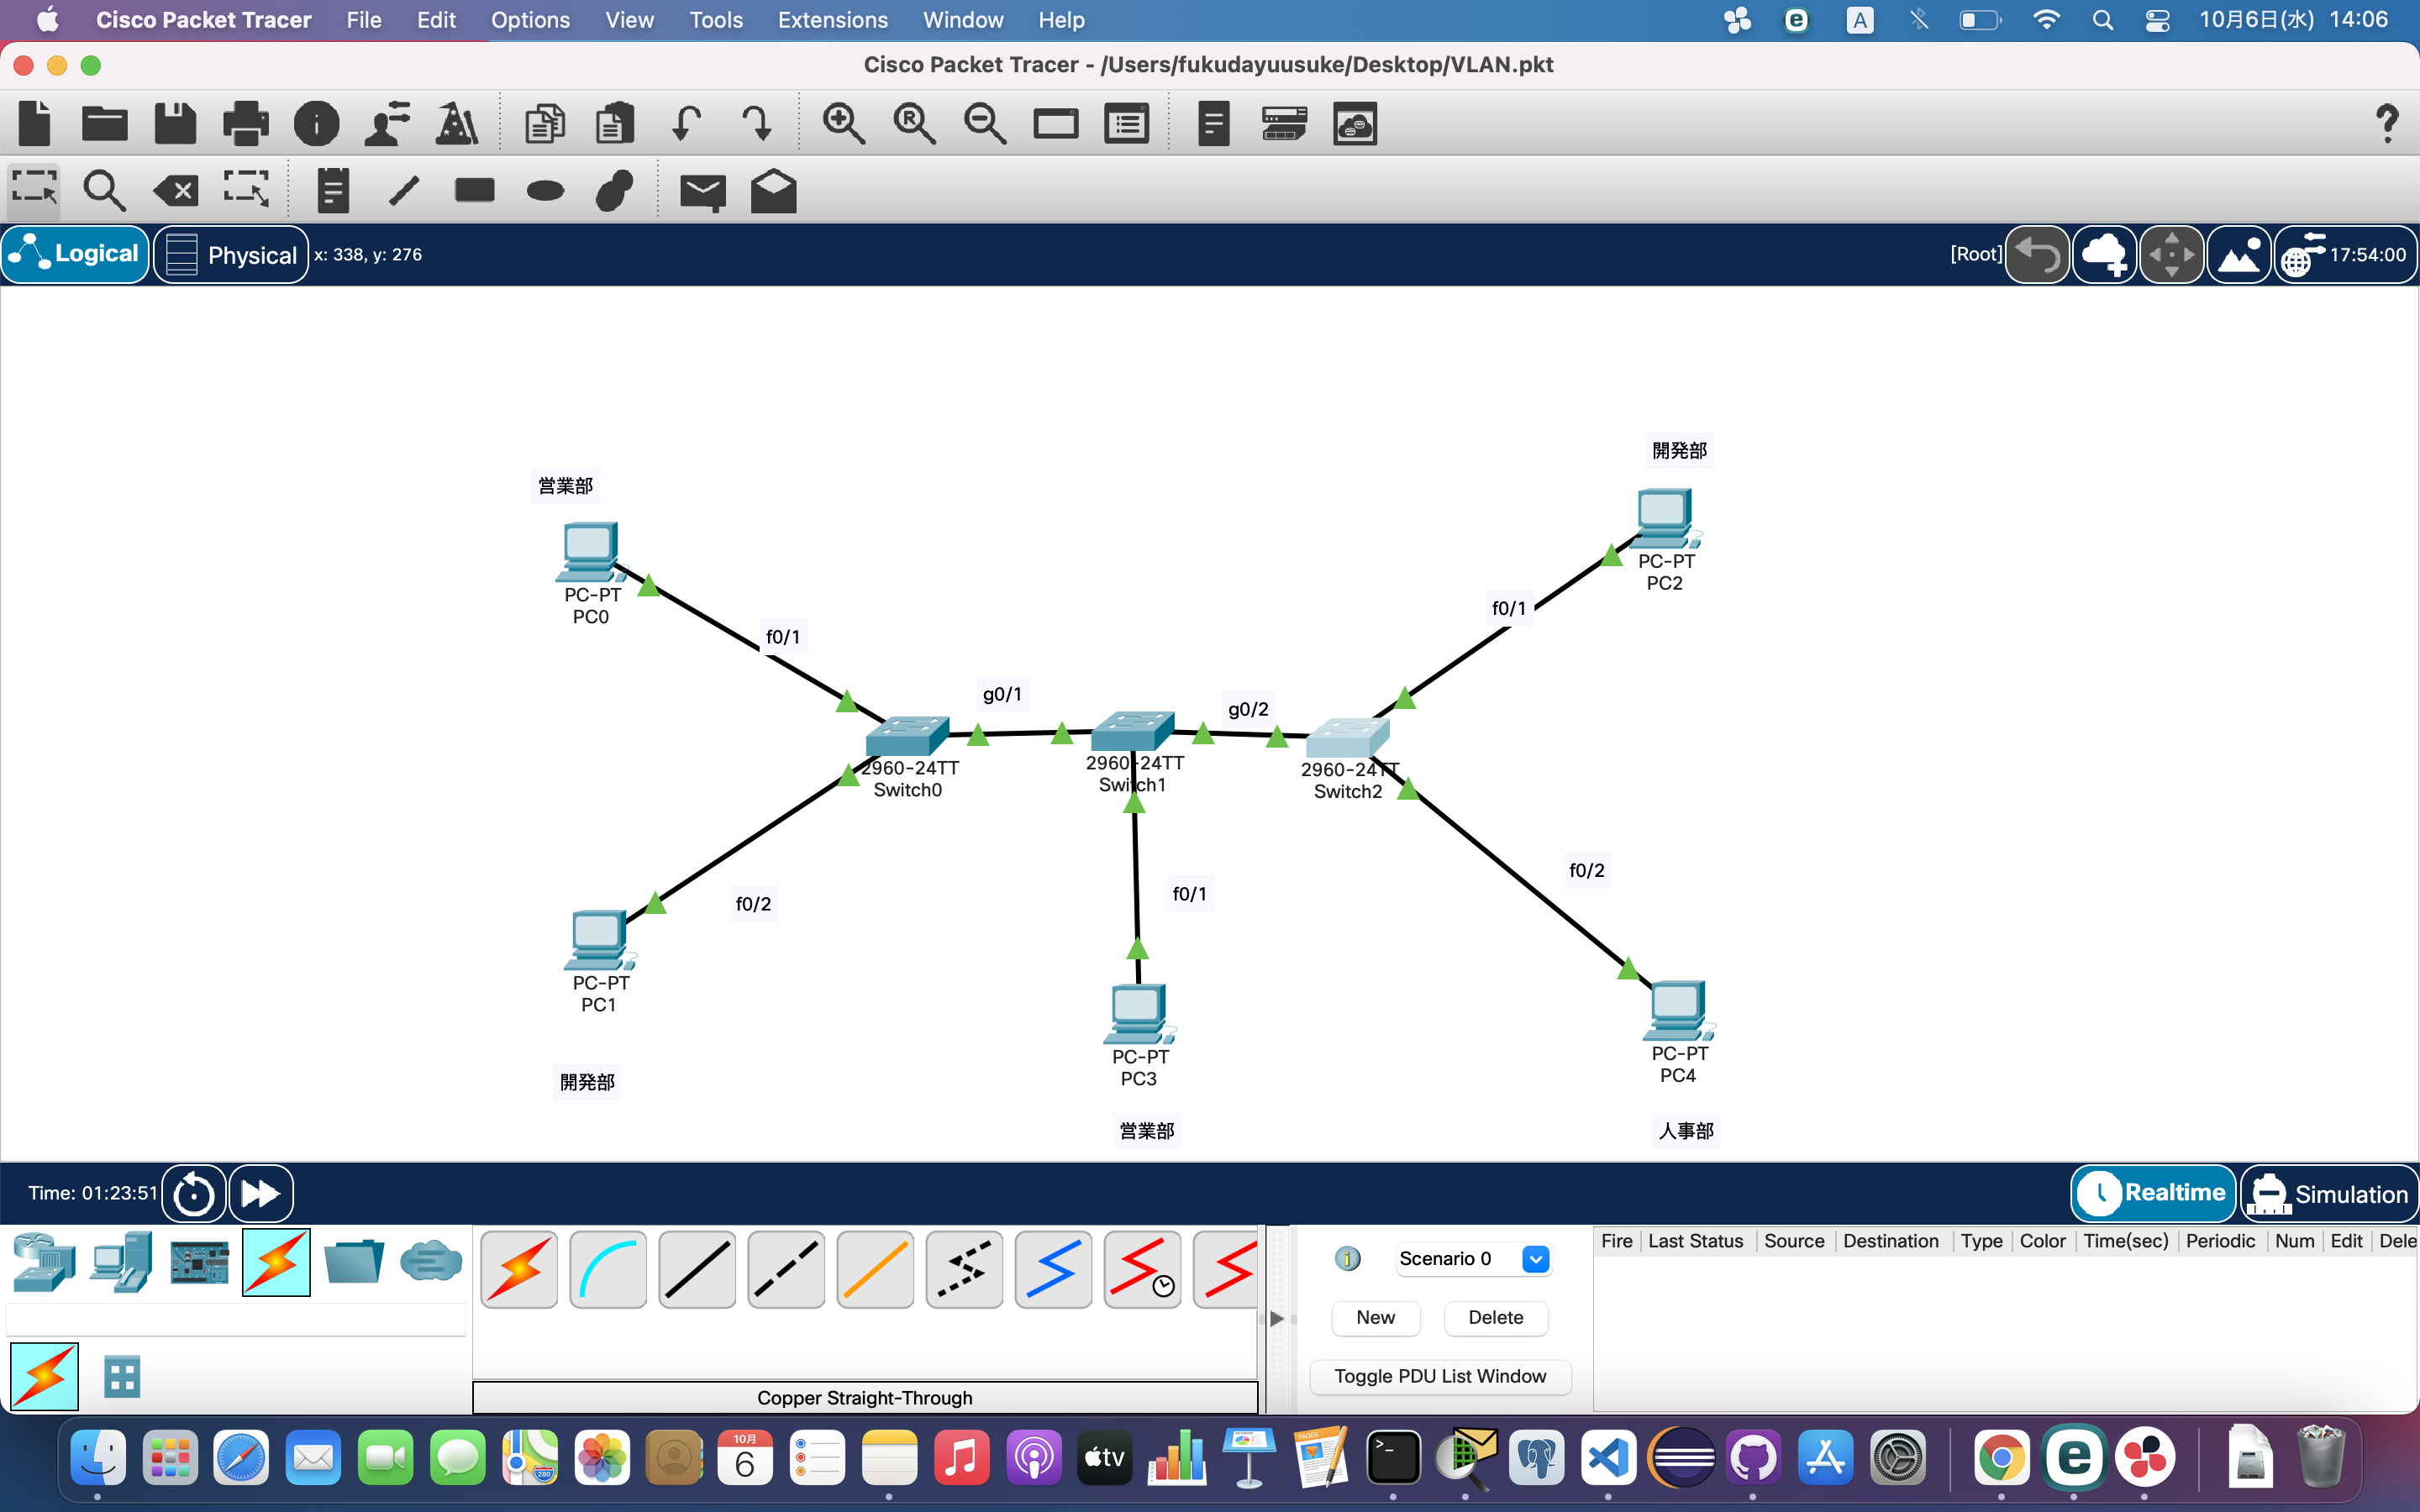 Cisco Packet Tracer File Edit Options View Tools Extensions Window Help
A 10月6日(水) 14:06
Cisco Packet Tracer - /Users/fukudayuusuke/Desktop/VLAN.pkt
Logical Physical x: 338, y: 276 [Root] 17:54:00
開発部
営業部
PC-PT
PC2
PC-PT
PC0
f0/1
f0/1
g0/1
g0/2
2960-24TT
Switch0
2960-24TT
Switch1
2960-24TT
Switch2
f0/2
f0/1
f0/2
PC-PT
PC1
PC-PT
PC3
PC-PT
PC4
開発部
営業部
人事部
Time: 01:23:51 Realtime Simulation
Scenario 0
Fire Last Status Source Destination Type Color Time(sec) Periodic Num Edit Dele
New Delete
Toggle PDU List Window
Copper Straight-Through
10月
6
280
tv